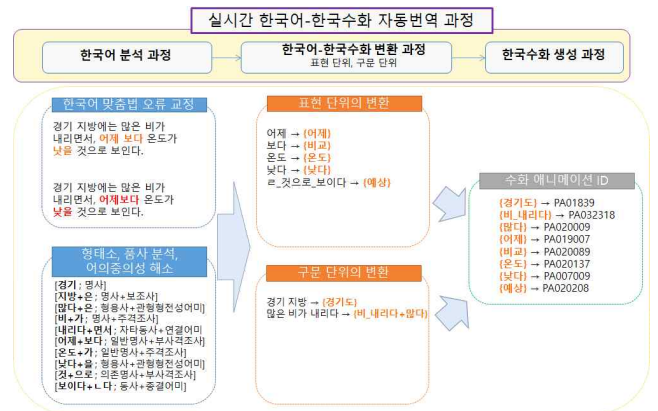 실시간 한국어-한국수화 자동번역 과정
한국어 분석 과정
한국어-한국수화 변환 과정
표현 단위, 구문 단위
한국수화 생성 과정
한국어 맞춤법 오류 교정
경기 지방에는 많은 비가
내리면서, 어제 보다 온도가
낫을 것으로 보인다.
경기 지방에는 많은 비가
내리면서, 어제보다 온도가
낮을 것으로 보인다.
형태소, 품사 분석,
어의중의성 해소
[경기; 명사]
[지방+은; 명사+보조사]
[많다+은; 형용사+관형형전성어미]
[비+가; 명사+주격조사]
[내리다+면서; 자타동사+연결어미]
[어제+보다; 일반명사+부사격조사]
[온도+가; 일반명사+주격조사]
[낮다+을; 형용사+관형형전성어미]
[것+으로; 의존명사+부사격조사]
[보이다+ㄴ다; 동사+종결어미]
표현 단위의 변환
어제 → {어제}
보다 → {비교}
온도 → {온도}
낮다 → {낮다}
ㄹ_것으로_보이다 → {예상}
구문 단위의 변환
경기 지방 → {경기도}
많은 비가 내리다 → {비_내리다+많다}
수화 애니메이션 ID
{경기도} → PA01839
{비_내리다} → PA032318
{많다} → PA020009
{어제} → PA019007
{비교} → PA020089
{온도} → PA020137
{낮다} → PA007009
{예상} → PA020208